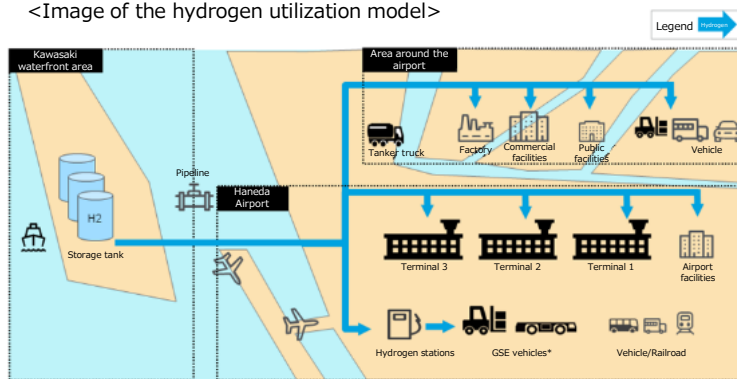 <Image of the hydrogen utilization model>
Legend
Hydrogen
Kawasaki
waterfront area
Area around the
airport
Tanker truck
Factory
Commercial
facilities
Public
facilities
Vehicle
Pipeline
Haneda
Airport
H2
Storage tank
Terminal 3
Terminal 2
Terminal 1
Airport
facilities
Hydrogen stations
GSE vehicles*
Vehicle/Railroad